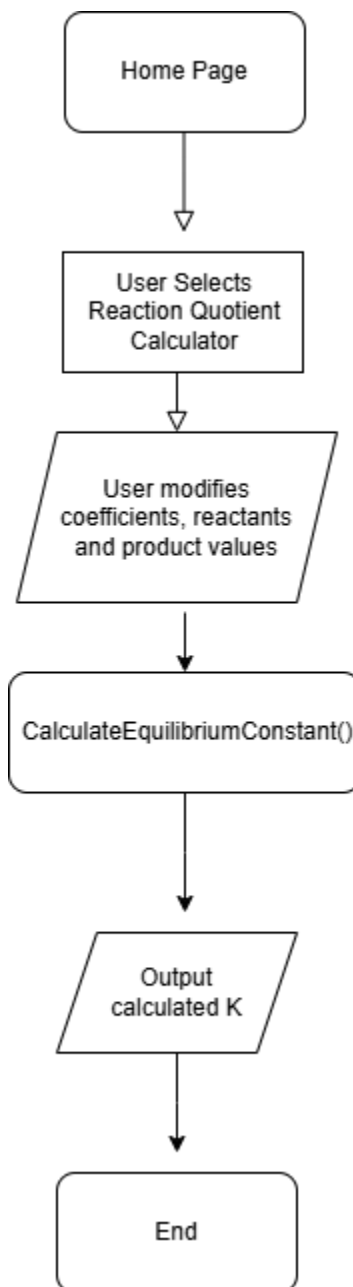 Home Page
User Selects
Reaction Quotient
Calculator
User modifies
coefficients, reactants
and product values
CalculateEquilibriumConstant()
Output
calculated K
End